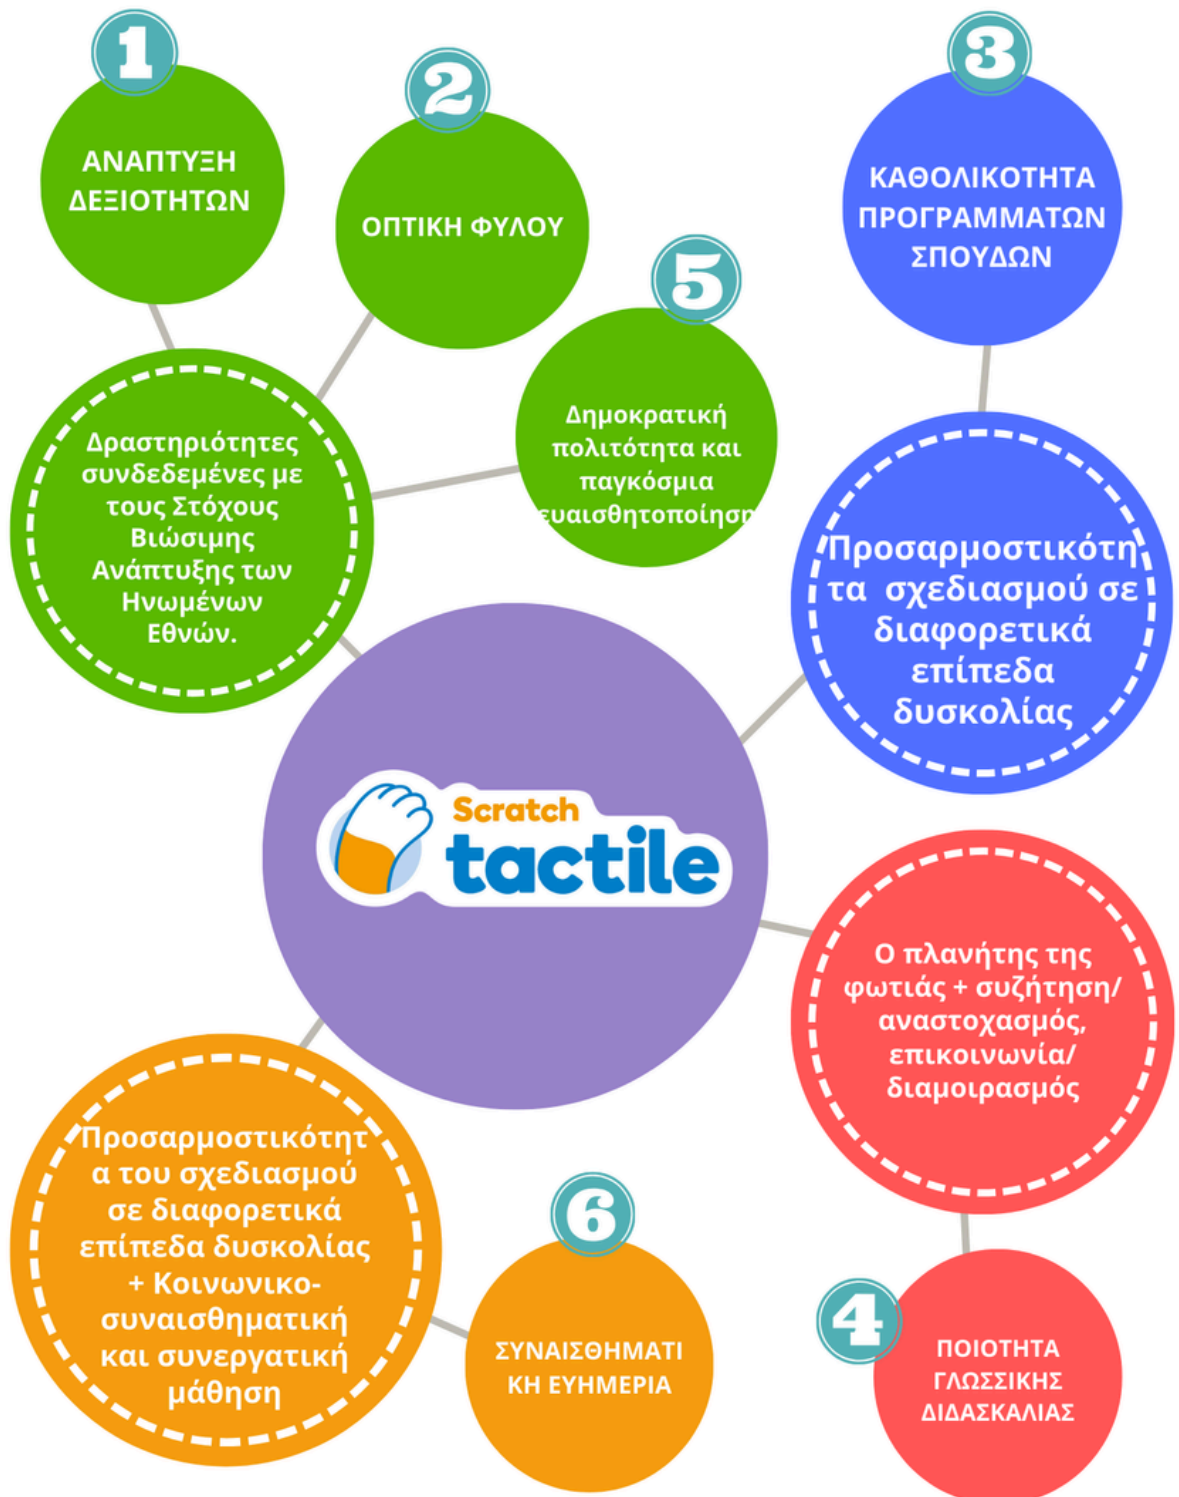 1
ΑΝΑΠΤΥΞΗ
ΔΕΞΙΟΤΗΤΩΝ
2
ΟΠΤΙΚΗ ΦΥΛΟΥ
3
ΚΑΘΟΛΙΚΟΤΗΤΑ
ΠΡΟΓΡΑΜΜΑΤΩΝ
ΣΠΟΥΔΩΝ
5
Δημοκρατική
πολιτότητα και
παγκόσμια
ευαισθητοποίηση
Δραστηριότητες
συνδεδεμένες με
τους Στόχους
Βιώσιμης
Ανάπτυξης των
Ηνωμένων
Εθνών.
Προσαρμοστικότη
τα σχεδιασμού σε
διαφορετικά
επίπεδα
δυσκολίας
Scratch
tactile
Ο πλανήτης της
φωτιάς + συζήτηση/
αναστοχασμός,
επικοινωνία/
διαμοιρασμός
Προσαρμοστικότητ
α του σχεδιασμού
σε διαφορετικά
επίπεδα δυσκολίας
+ Κοινωνικο-
συναισθηματική
και συνεργατική
μάθηση
6
ΣΥΝΑΙΣΘΗΜΑΤΙ
ΚΗ ΕΥΗΜΕΡΙΑ
4
ΠΟΙΟΤΗΤΑ
ΓΛΩΣΣΙΚΗΣ
ΔΙΔΑΣΚΑΛΙΑΣ